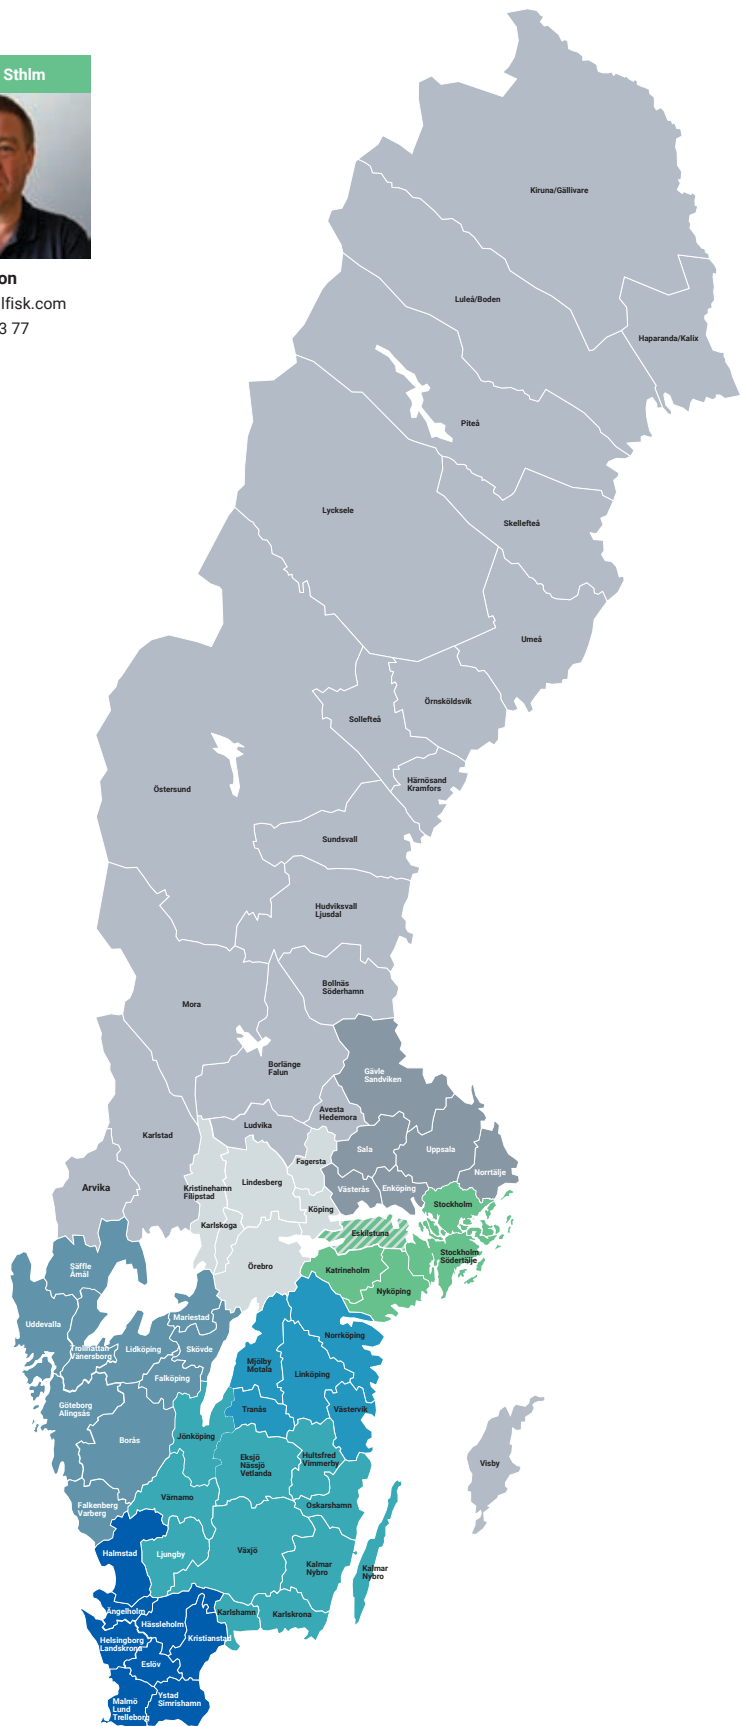 Sthlm
on
lfisk.com
3 77
Kiruna/Gällivare
Luleå/Boden
Haparanda/Kalix
Piteå
Lycksele
Skellefteå
Umeå
Örnsköldsvik
Sollefteå
Härnösand
Kramfors
Östersund
Sundsvall
Hudviksvall
Ljusdal
Bollnäs
Söderhamn
Mora
Borlänge
Falun
Gävle
Sandviken
Avesta
Hedemora
Ludvika
Karlstad
Sala
Uppsala
Fagersta
Norrtälje
Arvika
Lindesberg
Kristinehamn
Filipstad
Västerås
Enköping
Stockholm
Köping
Karlskoga
Eskilstuna
Stockholm
Södertälje
Örebro
Säffle
Åmål
Katrineholm
Nyköping
Mariestad
Uddevalla
Norrköping
Trollhättan
Vänersborg
Lidköping
Skövde
Mjölby
Motala
Linköping
Falköping
Göteborg
Alingsås
Tranås
Västervik
Jönköping
Borås
Eksjö
Nässjö
Vetlanda
Hultsfred
Vimmerby
Visby
Värnamo
Oskarshamn
Falkenberg
Varberg
Halmstad
Ljungby
Växjö
Kalmar
Nybro
Kalmar
Nybro
Ängelholm
Karlshamn
Karlskrona
Hässleholm
Kristianstad
Helsingborg
Landskrona
Eslöv
Malmö
Lund
Trelleborg
Ystad
Simrishamn